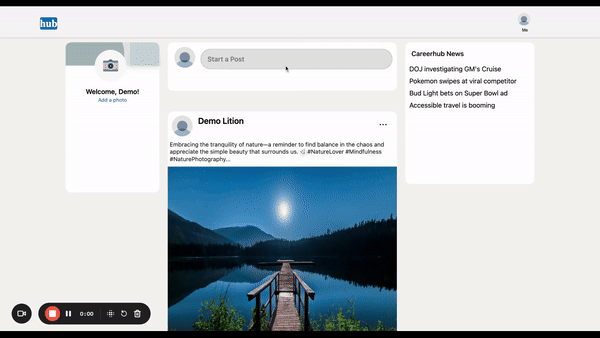 hub
Me
Welcome, Demo!
Add a photo
Start a Post
Demo Lition
...
Embracing the tranquility of nature—a reminder to find balance in the chaos and
appreciate the simple beauty that surrounds us. #NatureLover #Mindfulness
#NaturePhotography...
Careerhub News
DOJ investigating GM's Cruise
Pokemon swipes at viral competitor
Bud Light bets on Super Bowl ad
Accessible travel is booming
0:00